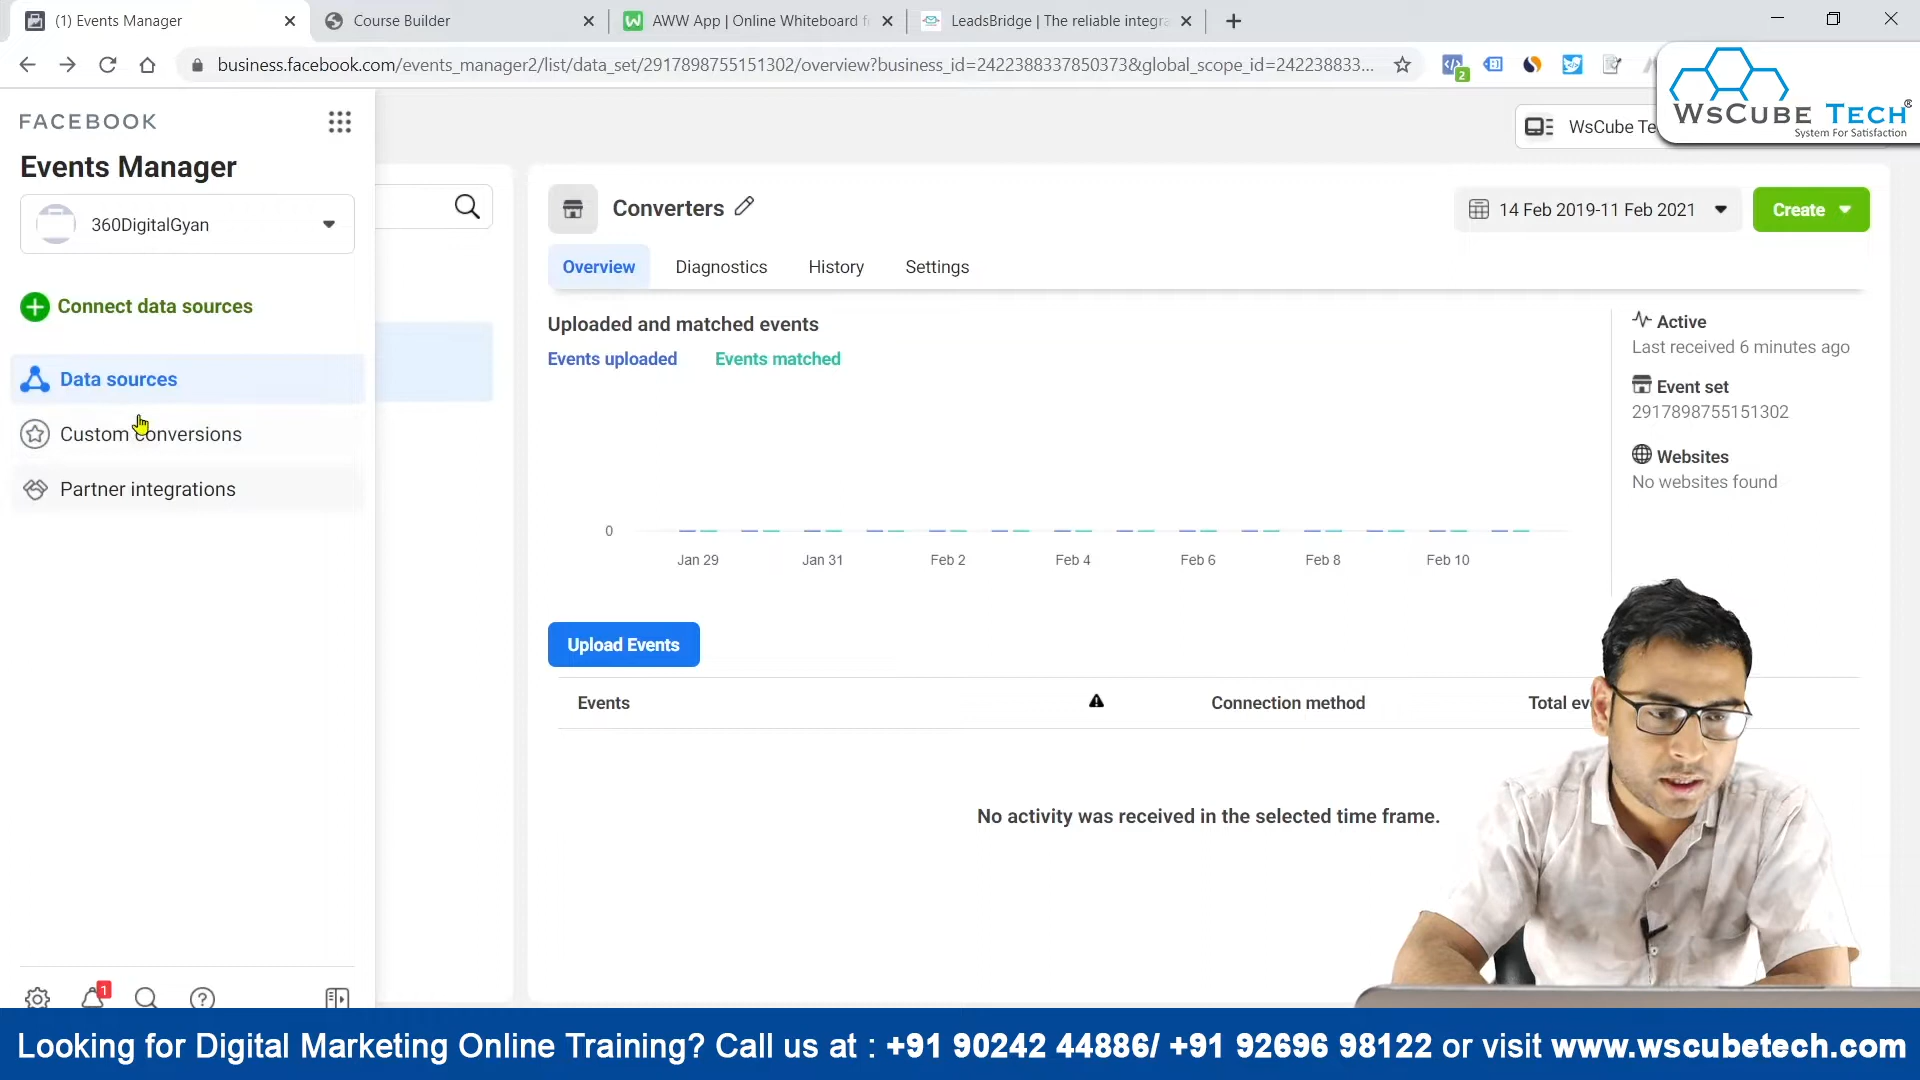 (1) Events Manager
Course Builder
AWW App | Online Whiteboard f
LeadsBridge | The reliable integra
business.facebook.com/events_manager2/list/data_set/2917898755151302/overview?business_id=242238833785037&global_scope_id=242238833...
2
WSCUBE TECH®
System For Satisfaction
FACEBOOK
Events Manager
360DigitalGyan
Connect data sources
Data sources
Custom conversions
Partner integrations
1
WsCube Te
Converters
14 Feb 2019-11 Feb 2021
Create
Overview
Diagnostics
History
Settings
Uploaded and matched events
Events uploaded
Events matched
0
Jan 29
Jan 31
Feb 2
Feb 4
Feb 6
Feb 8
Feb 10
Active
Last received 6 minutes ago
Event set
2917898755151302
Websites
No websites found
Upload Events
Events
Connection method
Total ev
No activity was received in the selected time frame.
Looking for Digital Marketing Online Training? Call us at : +91 90242 44886/ +91 92696 98122 or visit www.wscubetech.com